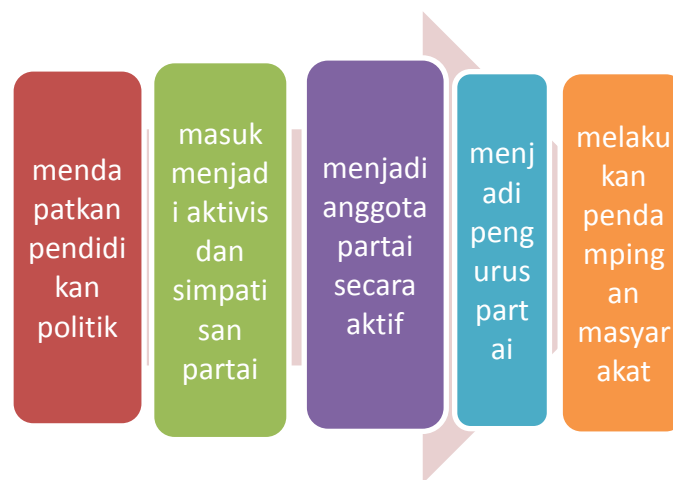 menda
patkan
pendidi
kan
politik
masuk
menjad
i aktivis
dan
simpati
san
partai
menjadi
anggota
partai
secara
aktif
menj
adi
peng
urus
part
ai
melaku
kan
penda
mping
an
masyar
akat